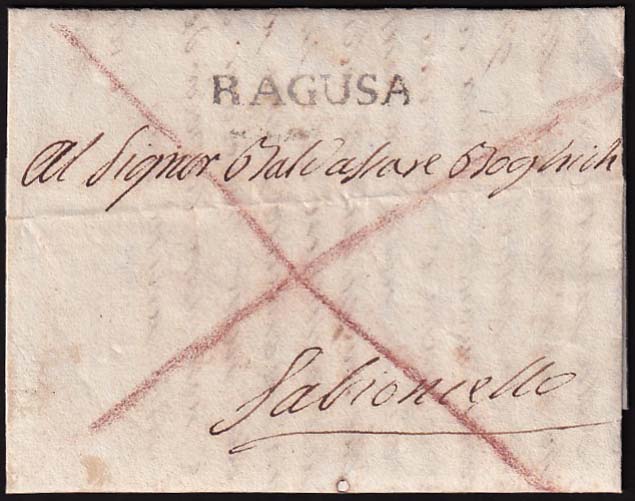 RAGUSA
Al Signor Baldassare Boghich
Sabioncello